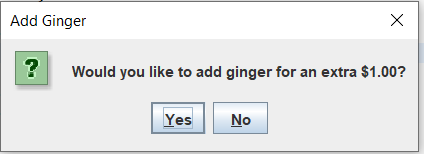 Add Ginger
?
Would you like to add ginger for an extra $1.00?
Yes No